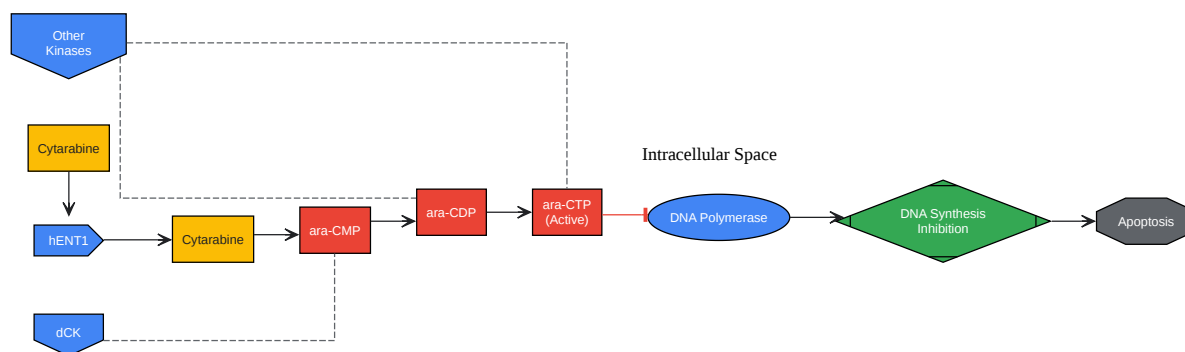 Other
Kinases
Cytarabine
Intracellular Space
hENT1
Cytarabine
ara-CMP
ara-CDP
ara-CTP
(Active)
DNA Polymerase
DNA Synthesis
Inhibition
Apoptosis
dCK